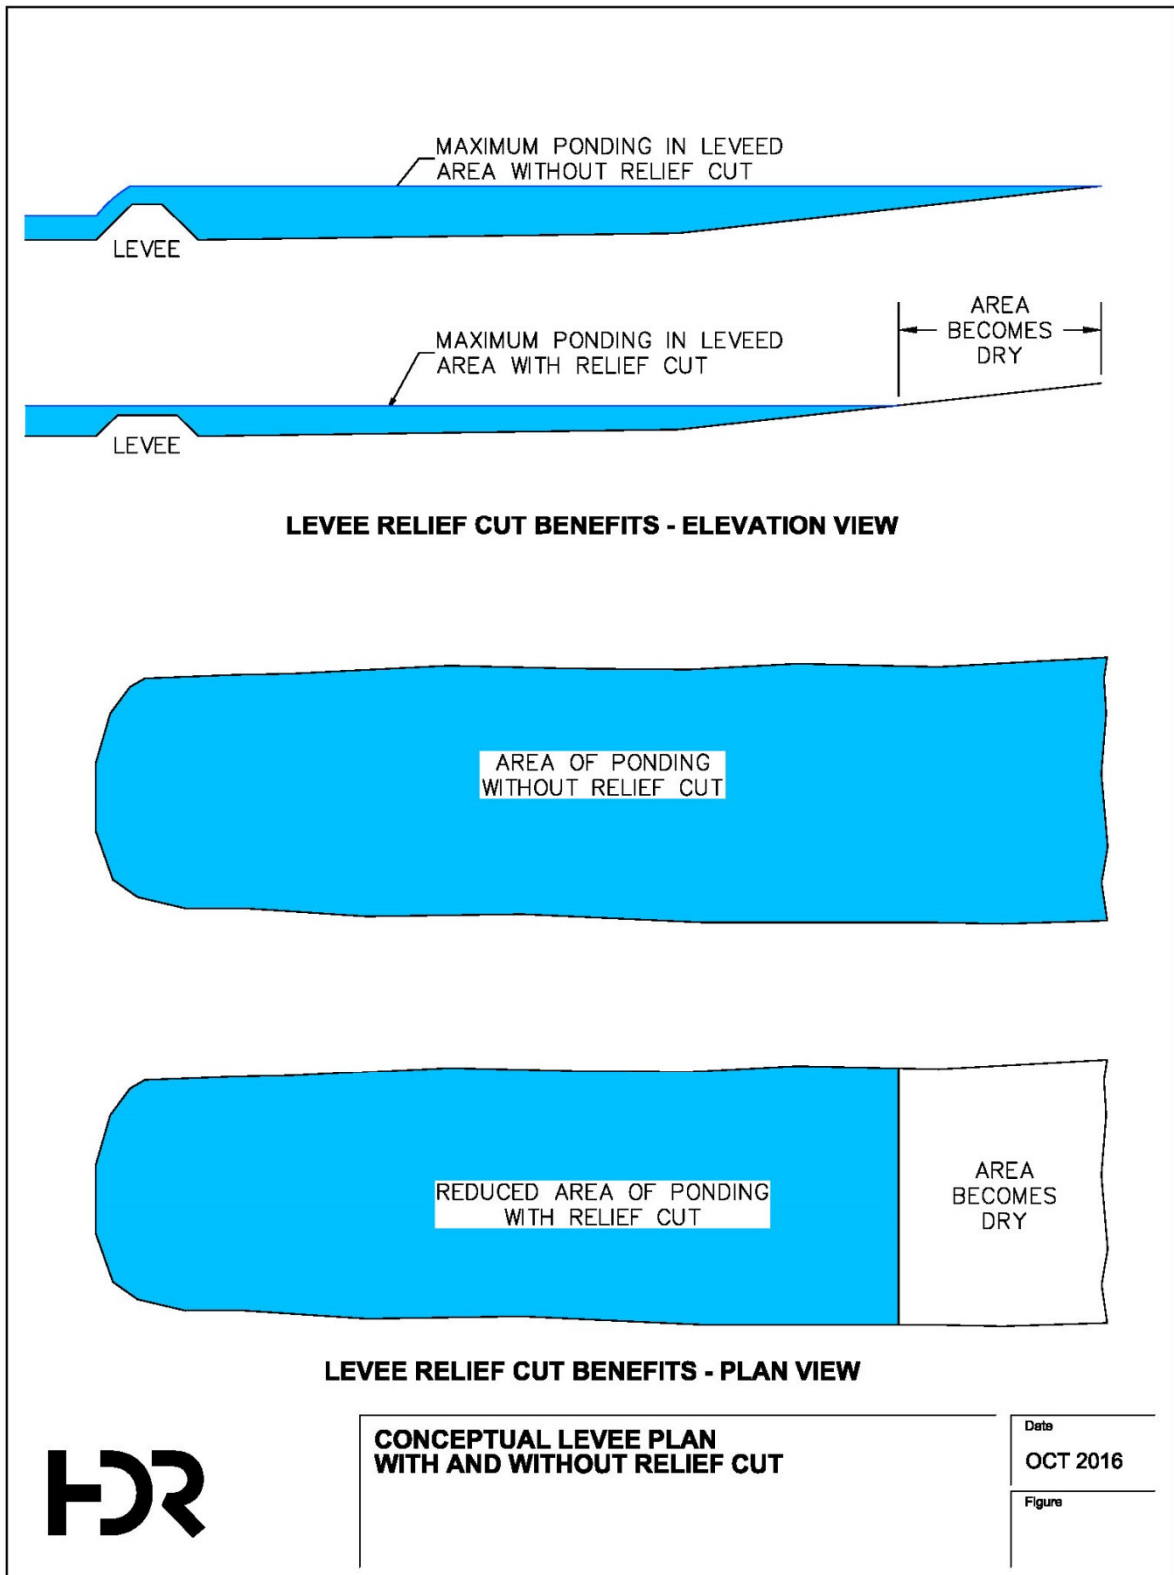 MAXIMUM PONDING IN LEVEED
AREA WITHOUT RELIEF CUT
LEVEE
AREA
BECOMES
DRY
MAXIMUM PONDING IN LEVEED
AREA WITH RELIEF CUT
LEVEE
LEVEE RELIEF CUT BENEFITS - ELEVATION VIEW
AREA OF PONDING
WITHOUT RELIEF CUT
REDUCED AREA OF PONDING
WITH RELIEF CUT
AREA
BECOMES
DRY
LEVEE RELIEF CUT BENEFITS - PLAN VIEW
HDR
CONCEPTUAL LEVEE PLAN
WITH AND WITHOUT RELIEF CUT
Date
OCT 2016
Figure